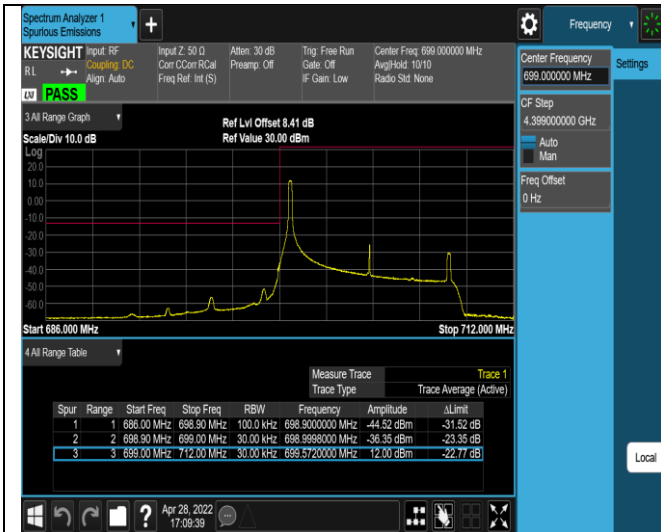 Spectrum Analyzer 1
Spurious Emissions
+
Frequency
KEYSIGHT Input: RF Input Z: 50 Ω Atten: 30 dB Trig: Free Run Center Freq: 699.000000 MHz
RL Coupling: DC Corr CCorr RCal Preamp: Off Gate: Off Avg|Hold: 10/10
Align: Auto Freq Ref: Int (S) IF Gain: Low Radio Std: None
PASS
Center Frequency
699.000000 MHz
Settings
CF Step
4.399000000 GHz
Auto
Man
Freq Offset
0 Hz
3 All Range Graph
Ref Lvl Offset 8.41 dB
Scale/Div 10.0 dB Ref Value 30.00 dBm
Log
20.0
10.0
0.00
-10.0
-20.0
-30.0
-40.0
-50.0
-60.0
Start 686.000 MHz Stop 712.000 MHz
4 All Range Table
Measure Trace Trace 1
Trace Type Trace Average (Active)
Spur Range Start Freq Stop Freq RBW Frequency Amplitude ΔLimit
1 1 686.00 MHz 698.90 MHz 100.0 kHz 698.9000000 MHz -44.52 dBm -31.52 dB
2 2 698.90 MHz 699.00 MHz 30.00 kHz 698.9998000 MHz -36.35 dBm -23.35 dB
3 3 699.00 MHz 712.00 MHz 30.00 kHz 699.5720000 MHz 12.00 dBm -22.77 dB
Local
? Apr 28, 2022
17:09:39